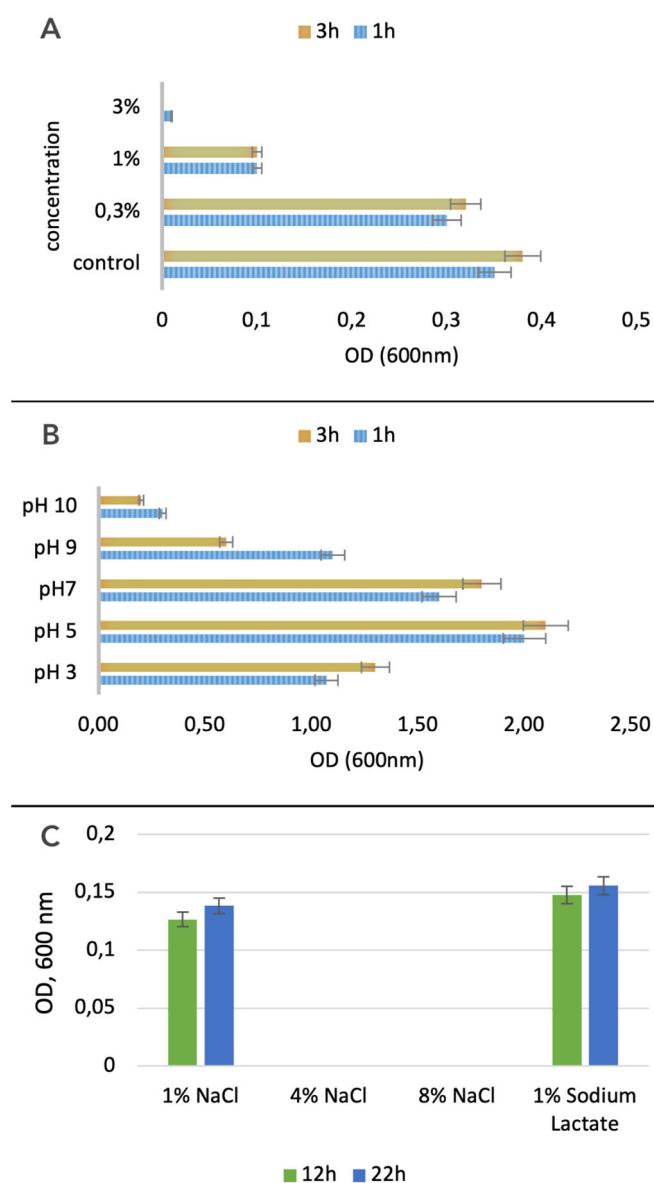 A
3h 1h
3%
1%
0,3%
control
concentration
0 0,1 0,2 0,3 0,4 0,5
OD (600nm)
B
3h 1h
pH 10
pH 9
pH7
pH 5
pH 3
0,00 0,50 1,00 1,50 2,00 2,50
OD (600nm)
C
0,2
0,15
0,1
0,05
0
OD, 600 nm
1% NaCl 4% NaCl 8% NaCl 1% Sodium
Lactate
12h 22h